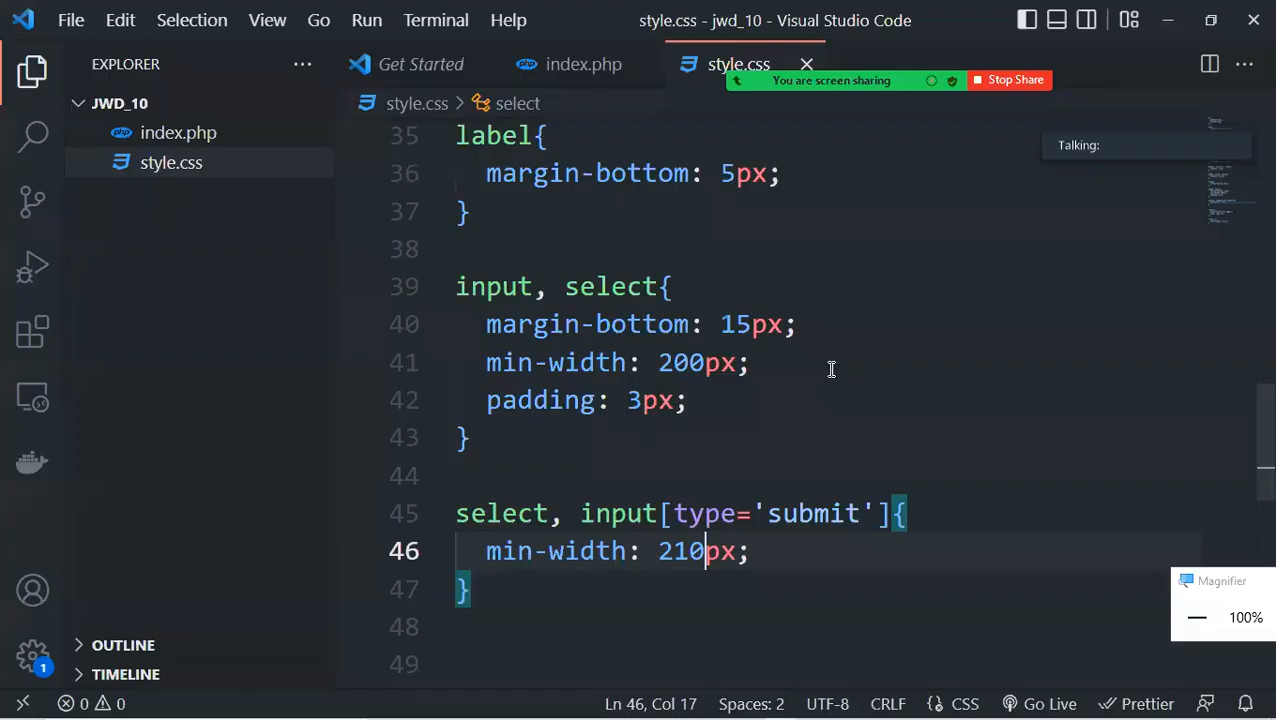 File Edit Selection View Go Run Terminal Help style.css - jwd_10 - Visual Studio Code
EXPLORER
JWD_10
index.php
style.css
OUTLINE
TIMELINE
Get Started index.php style.css
You are screen sharing Stop Share
style.css > select
Talking:
35 label{
36 margin-bottom: 5px;
37 }
38
39 input, select{
40 margin-bottom: 15px;
41 min-width: 200px;
42 padding: 3px;
43 }
44
45 select, input[type='submit']{
46 min-width: 210px;
47 }
48
49
Magnifier
100%
1
0 0 Ln 46, Col 17 Spaces: 2 UTF-8 CRLF CSS Go Live Prettier